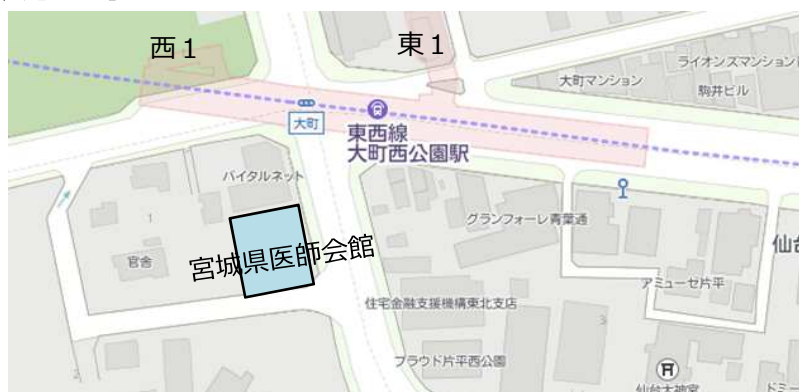 西１
東１
ライオンズマンション
大町マンション
駒井ビル
大町
東西線
大町西公園駅
バイタルネット
グランフォーレ青葉通
1
官舎
宮城県医師会館
仙台
アミューゼ片平
住宅金融支援機構東北支店
3
プラウド片平西公園
2
仙台大神宮
ドミー